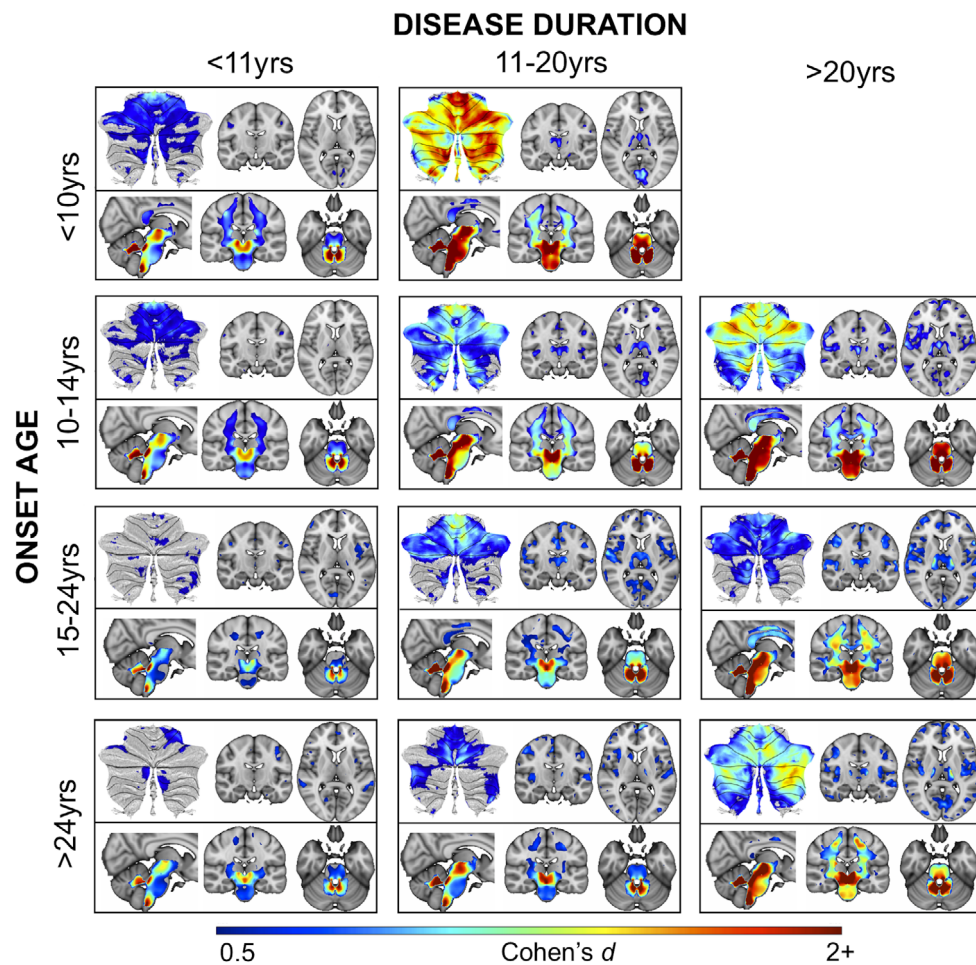 DISEASE DURATION
<11yrs
11-20yrs
>20yrs
ONSET AGE
<10yrs
10-14yrs
15-24yrs
>24yrs
0.5
Cohen's d
2+